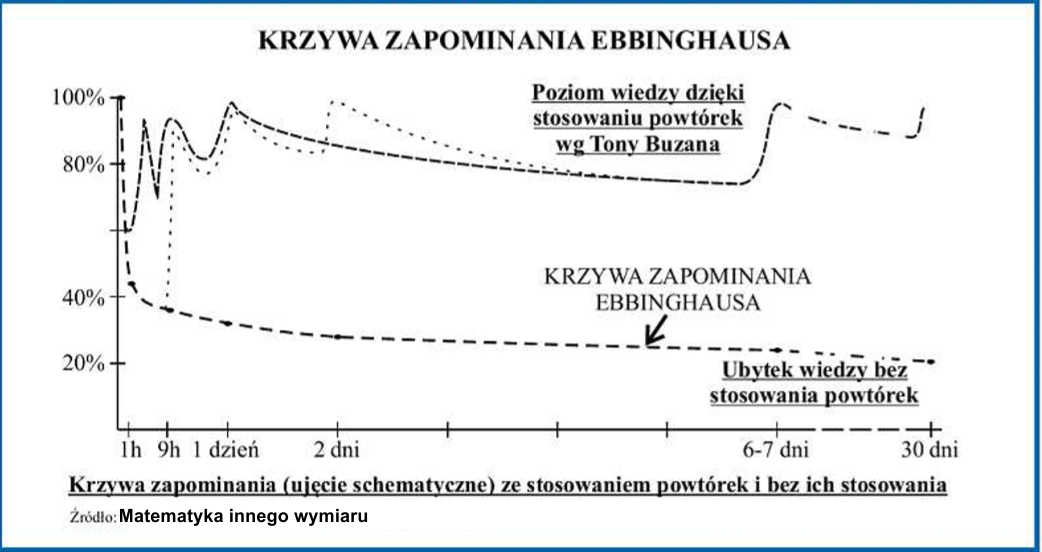 KRZYWA ZAPOMINANIA EBBINGHAUSA
100%
Poziom wiedzy dzięki
stosowaniu powtórek
wg Tony Buzana
80%
KRZYWA ZAPOMINANIA
EBBINGHAUSA
40%
20%
Ubytek wiedzy bez
stosowania powtórek
1h 9h 1 dzień 2 dni 6-7 dni 30 dni
Krzywa zapominania (ujęcie schematyczne) ze stosowaniem powtórek i bez ich stosowania
Źródło: Matematyka innego wymiaru